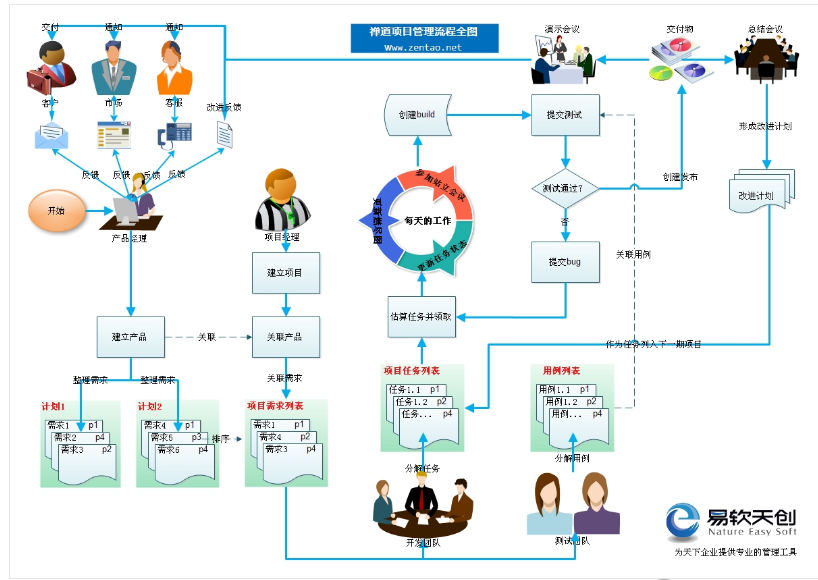 禅道项目管理流程全图
www.zentao.net
交付
通知
通知
演示会议
交付物
总结会议
客户
市场
客服
改进反馈
反馈
反馈
反馈
反馈
开始
产品经理
项目经理
创建build
提交测试
形成改进计划
参加站立会议
每天的工作
更新任务状态
测试通过?
创建发布
改进计划
否
提交bug
关联用例
建立项目
建立产品
关联
关联产品
估算任务并领取
作为任务列入下一期项目
整理需求
整理需求
关联需求
计划1
需求1 p1
需求2 p4
需求3 p2
计划2
需求4 p1
需求5 p3
需求6 p4
排序
项目需求列表
需求1 p1
需求4 p2
需求3 p4
项目任务列表
任务1.1 p1
任务1.2 p2
任务... p4
用例列表
用例1.1 p1
用例1.2 p2
用例... p4
分解任务
分解用例
开发团队
测试团队
易软天创
Nature Easy Soft
为天下企业提供专业的管理工具